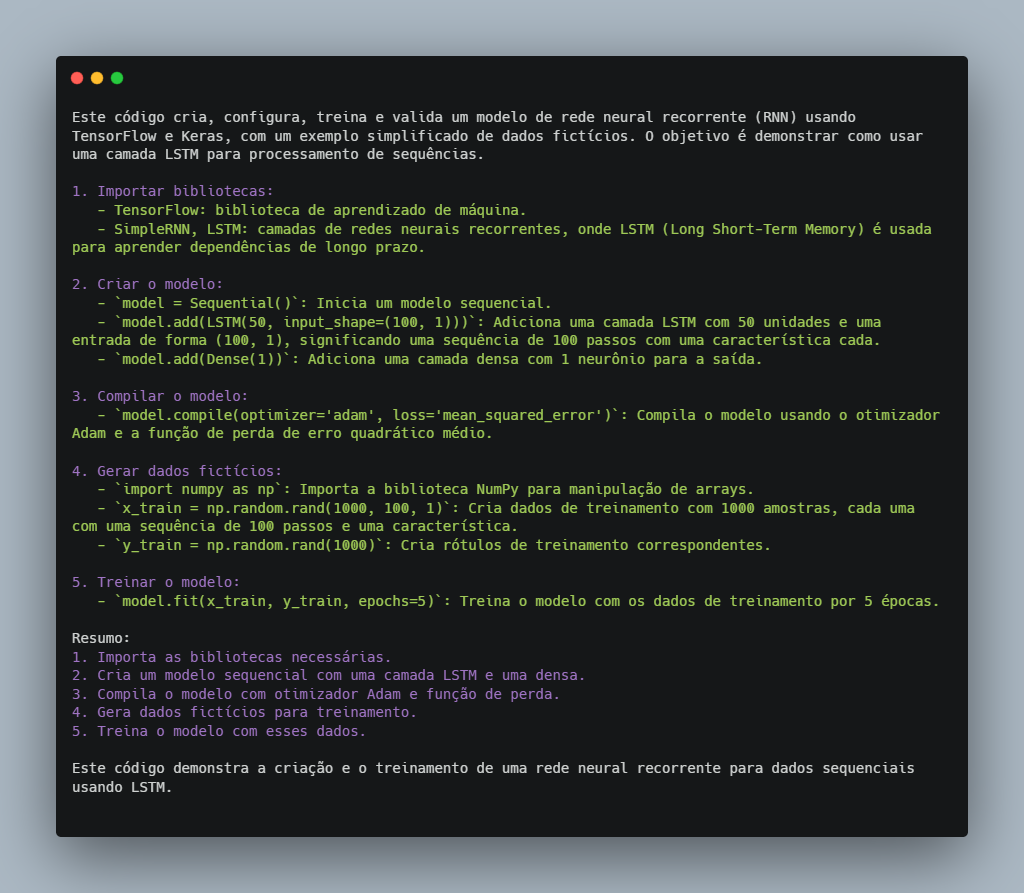 Este código cria, configura, treina e valida um modelo de rede neural recorrente (RNN) usando
TensorFlow e Keras, com um exemplo simplificado de dados fictícios. O objetivo é demonstrar como usar
uma camada LSTM para processamento de sequências.

1. Importar bibliotecas:
   - TensorFlow: biblioteca de aprendizado de máquina.
   - SimpleRNN, LSTM: camadas de redes neurais recorrentes, onde LSTM (Long Short-Term Memory) é usada
para aprender dependências de longo prazo.

2. Criar o modelo:
   - `model = Sequential()`: Inicia um modelo sequencial.
   - `model.add(LSTM(50, input_shape=(100, 1)))`: Adiciona uma camada LSTM com 50 unidades e uma
entrada de forma (100, 1), significando uma sequência de 100 passos com uma característica cada.
   - `model.add(Dense(1))`: Adiciona uma camada densa com 1 neurônio para a saída.

3. Compilar o modelo:
   - `model.compile(optimizer='adam', loss='mean_squared_error')`: Compila o modelo usando o otimizador
Adam e a função de perda de erro quadrático médio.

4. Gerar dados fictícios:
   - `import numpy as np`: Importa a biblioteca NumPy para manipulação de arrays.
   - `x_train = np.random.rand(1000, 100, 1)`: Cria dados de treinamento com 1000 amostras, cada uma
com uma sequência de 100 passos e uma característica.
   - `y_train = np.random.rand(1000)`: Cria rótulos de treinamento correspondentes.

5. Treinar o modelo:
   - `model.fit(x_train, y_train, epochs=5)`: Treina o modelo com os dados de treinamento por 5 épocas.

Resumo:
1. Importa as bibliotecas necessárias.
2. Cria um modelo sequencial com uma camada LSTM e uma densa.
3. Compila o modelo com otimizador Adam e função de perda.
4. Gera dados fictícios para treinamento.
5. Treina o modelo com esses dados.

Este código demonstra a criação e o treinamento de uma rede neural recorrente para dados sequenciais
usando LSTM.